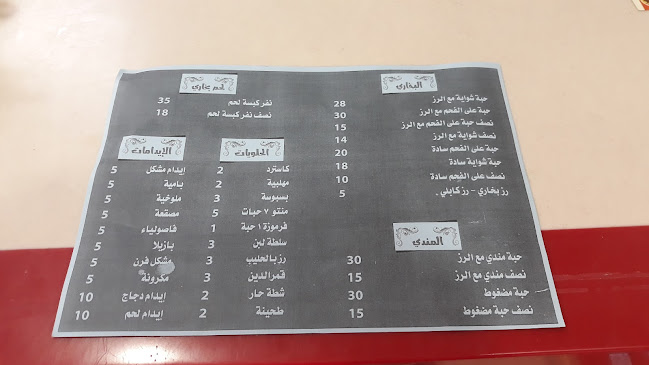 البخاري
حبة شواية مع الرز 28
حبة على الفحم مع الرز 30
نصف حبة على الفحم مع الرز 15
نصف شواية مع الرز 14
حبة على الفحم سادة 20
حبة شواية سادة 18
نصف على الفحم سادة 10
رز بخاري - رز كابلي . 5
المندي
حبة مندي مع الرز 30
نصف مندي مع الرز 15
حبة مضغوط 30
نصف حبة مضغوط 15
لحم بخاري
نفر كبسة لحم 35
نصف نفر كبسة لحم 18
الحلويات
كاسترد 2
مهلبية 2
بسبوسة 3
منتو ٧ حبات 5
فرموزة ١ حبة 1
سلطة لبن 3
رز بالحليب 3
قمر الدين 3
شطة حار 2
طحينة 2
الإيدامات
إيدام مشكل 5
بامية 5
ملوخية 5
مصقعة 5
فاصولياء 5
بازيلا 5
مشكل فرن 5
مكرونة 5
إيدام دجاج 10
إيدام لحم 10